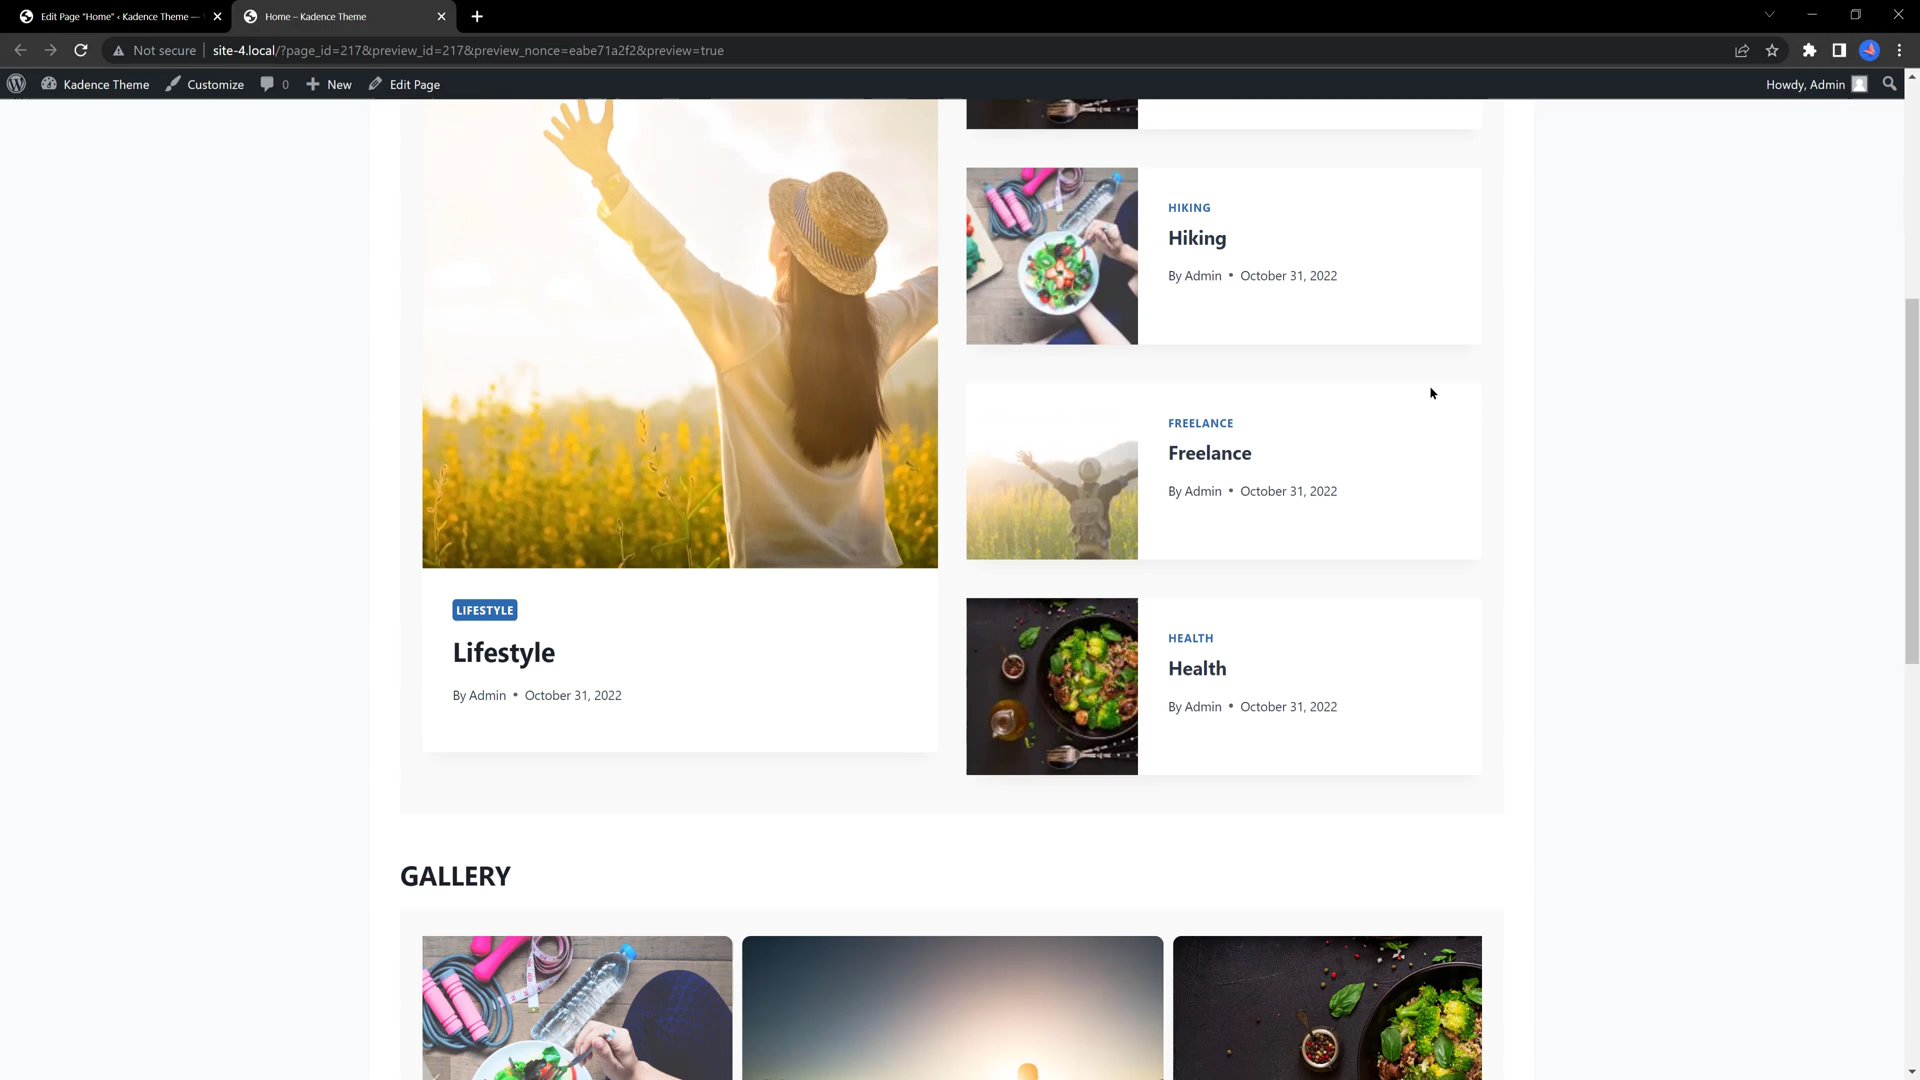 Edit Page "Home" ‹ Kadence Theme —
Home – Kadence Theme
Not secure
site-4.local/?page_id=217&preview_id=217&preview_nonce=eabe71a2f2&preview=true
Kadence Theme
Customize
0
New
Edit Page
Howdy, Admin
HIKING
Hiking
By Admin • October 31, 2022
FREELANCE
Freelance
By Admin • October 31, 2022
LIFESTYLE
Lifestyle
By Admin • October 31, 2022
HEALTH
Health
By Admin • October 31, 2022
GALLERY